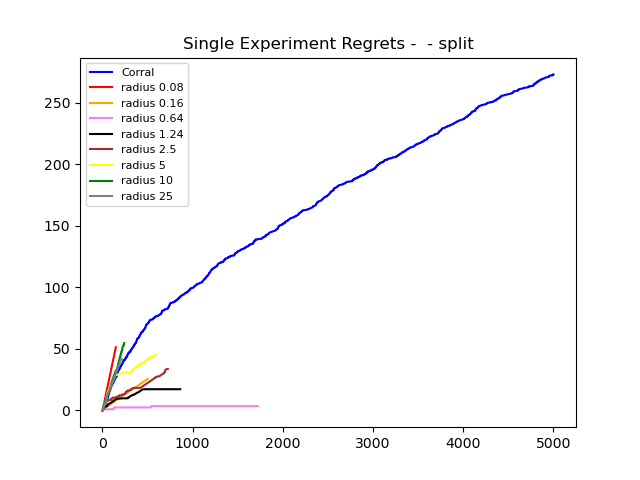 Single Experiment Regrets -  - split
Corral
radius 0.08
radius 0.16
radius 0.64
radius 1.24
radius 2.5
radius 5
radius 10
radius 25
250
200
150
100
50
0
0 1000 2000 3000 4000 5000